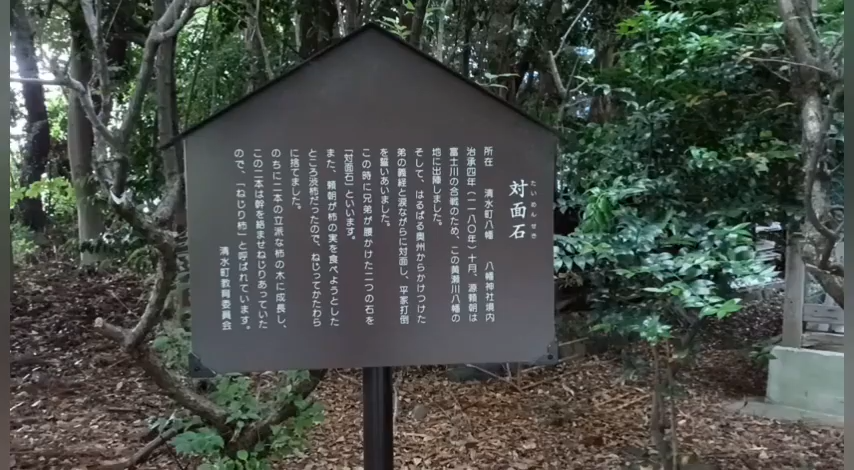 たいめんせき
対面石
所在 清水町八幡 八幡神社境内
治承四年(一一八〇年)十月、源頼朝は
富士川の合戦のため、この黄瀬川八幡の
地に出陣しました。
そして、はるばる奥州からかけつけた
弟の義経と涙ながらに対面し、平家打倒
を誓いあいました。
この時に兄弟が腰かけた二つの石を
「対面石」といいます。
また、頼朝が柿の実を食べようとした
ところ渋柿だったので、ねじってかたわら
に捨てました。
のちに二本の立派な柿の木に成長し、
この二本は幹を絡ませねじりあっていた
ので、「ねじり柿」と呼ばれています。
清水町教育委員会